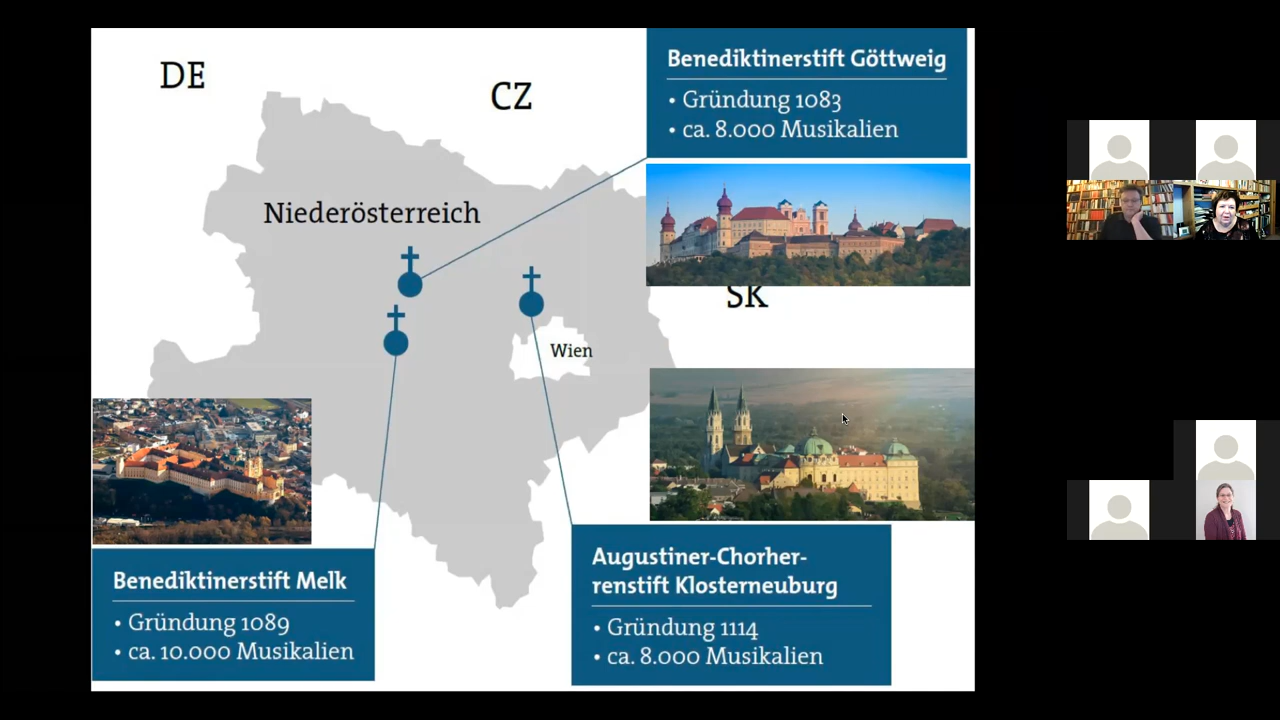 DE
CZ
Benediktinerstift Göttweig
• Gründung 1083
• ca. 8.000 Musikalien
Niederösterreich
SK
Wien
Benediktinerstift Melk
• Gründung 1089
• ca. 10.000 Musikalien
Augustiner-Chorher-
renstift Klosterneuburg
• Gründung 1114
• ca. 8.000 Musikalien